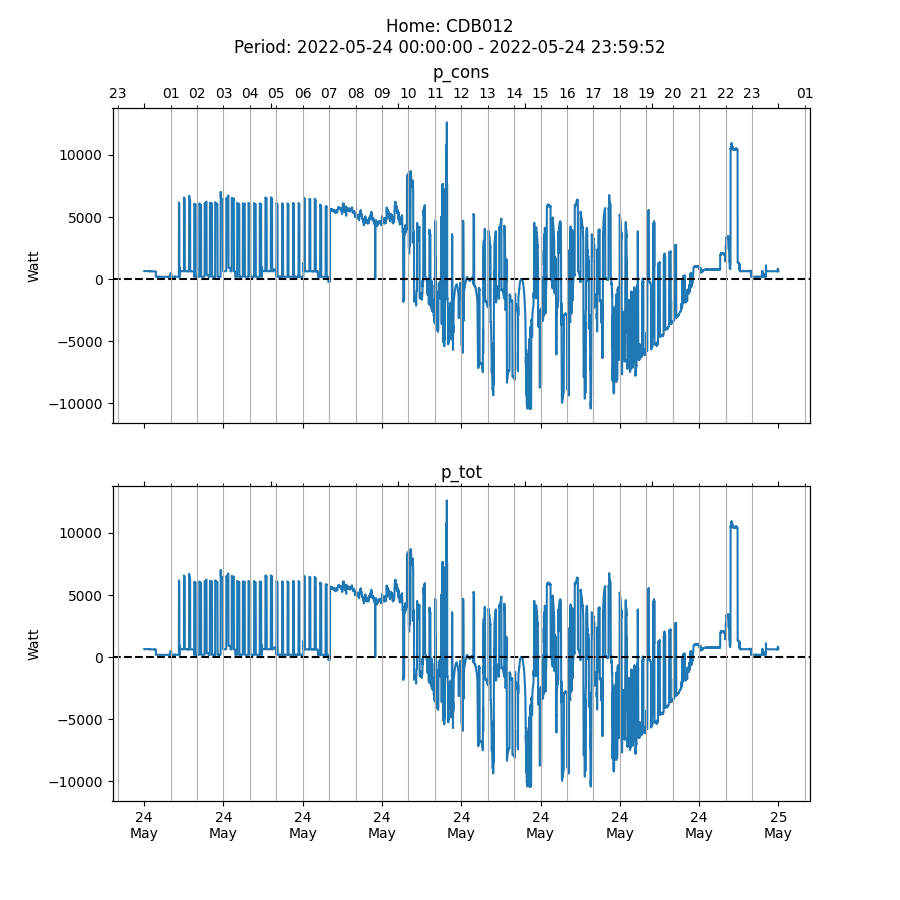 Home: CDB012
Period: 2022-05-24 00:00:00 - 2022-05-24 23:59:52
p_cons
23 01 02 03 04 05 06 07 08 09 10 11 12 13 14 15 16 17 18 19 20 21 22 23 01
10000
5000
0
−5000
−10000
Watt
p_tot
10000
5000
0
−5000
−10000
Watt
24 24 24 24 24 24 24 24 25
May May May May May May May May May